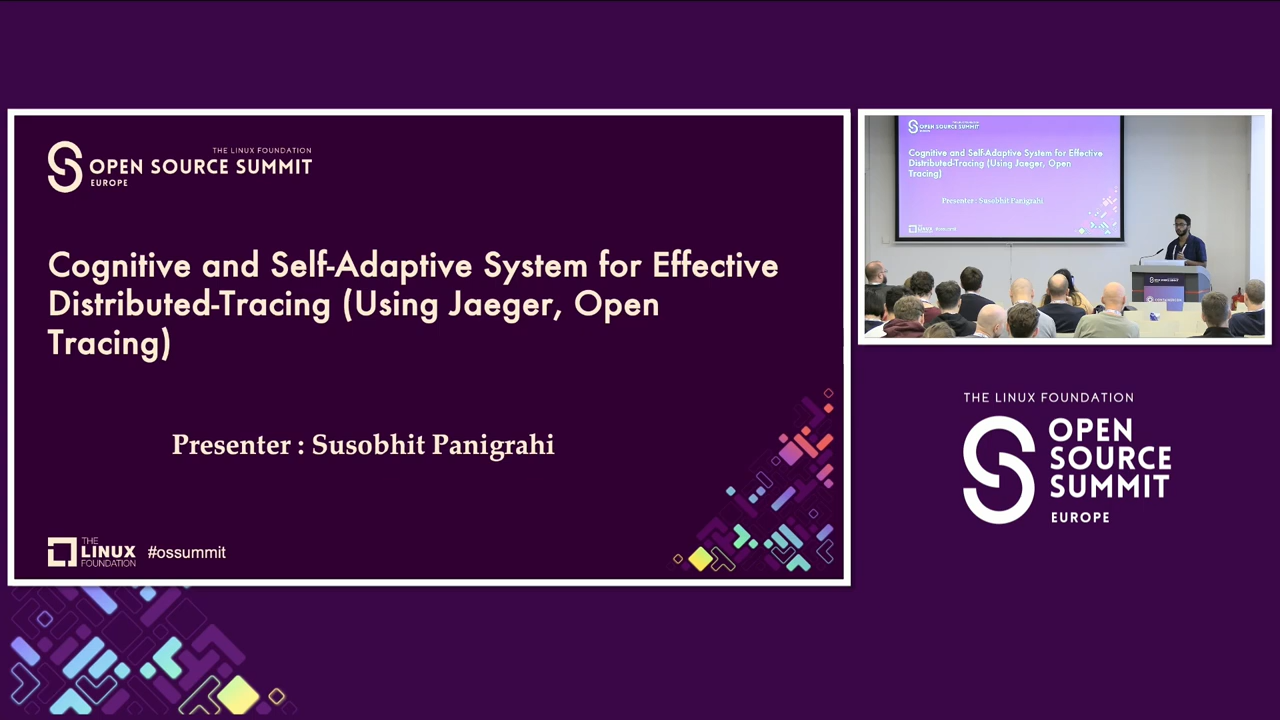 THE LINUX FOUNDATION
OPEN SOURCE SUMMIT
EUROPE
Cognitive and Self-Adaptive System for Effective
Distributed-Tracing (Using Jaeger, Open
Tracing)
Presenter : Susobhit Panigrahi
THE
LINUX
FOUNDATION
#ossummit
OPEN SOURCE SUMMIT
Cognitive and Self-Adaptive System for Effective
Distributed-Tracing (Using Jaeger, Open
Tracing)
Presenter : Susobhit Panigrahi
THE LINUX FOUNDATION
OPEN
SOURCE
SUMMIT
EUROPE